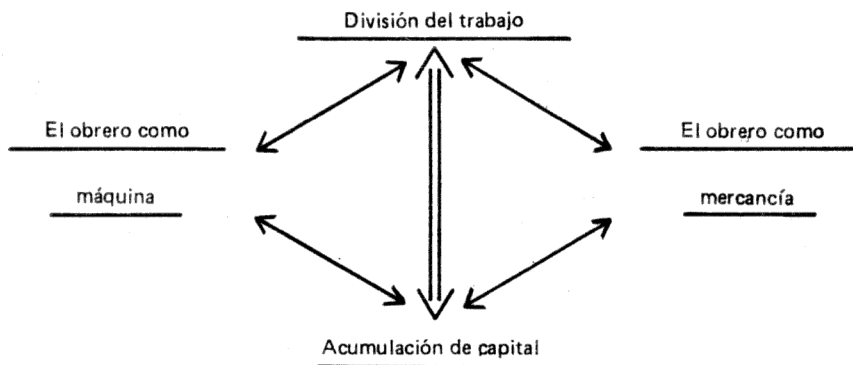 División del trabajo
El obrero como
El obrero como
máquina
mercancía
Acumulación de capital